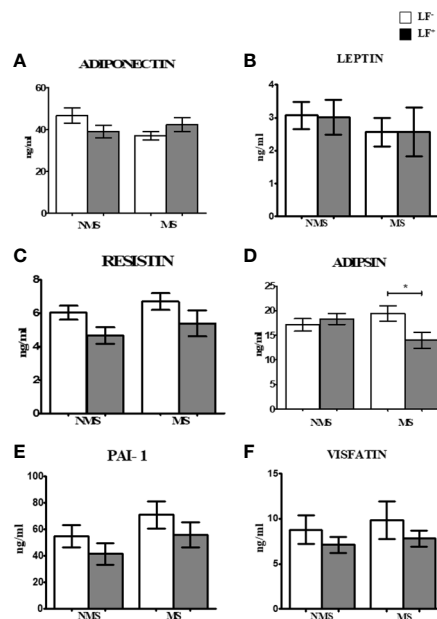 LF-
LF+
A
ADIPONECTIN
ng/ml
60
40
20
0
NMS
MS
B
LEPTIN
ng/ml
4
3
2
1
0
NMS
MS
C
RESISTIN
ng/ml
8
6
4
2
0
NMS
MS
D
ADIPSIN
ng/ml
25
20
15
10
5
0
*
NMS
MS
E
PAI- 1
ng/ml
100
80
60
40
20
0
NMS
MS
F
VISFATIN
ng/ml
15
10
5
0
NMS
MS